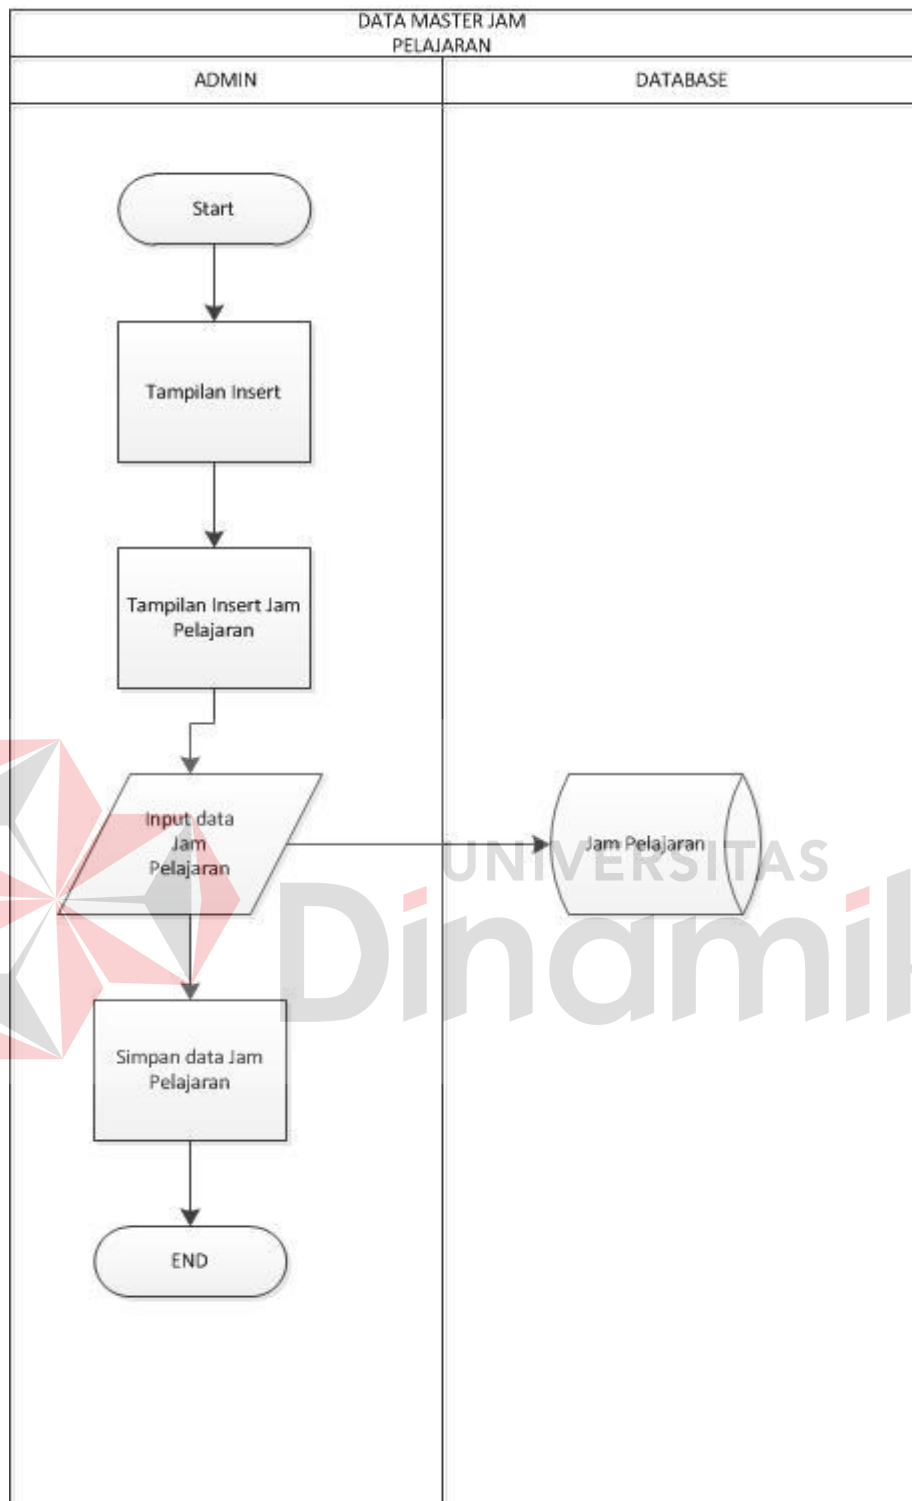 DATA MASTER JAM
PELAJARAN
ADMIN
DATABASE
Start
Tampilan Insert
Tampilan Insert Jam
Pelajaran
Input data
Jam
Pelajaran
Jam Pelajaran
UNIVERSITAS
Dinamik
Simpan data Jam
Pelajaran
END